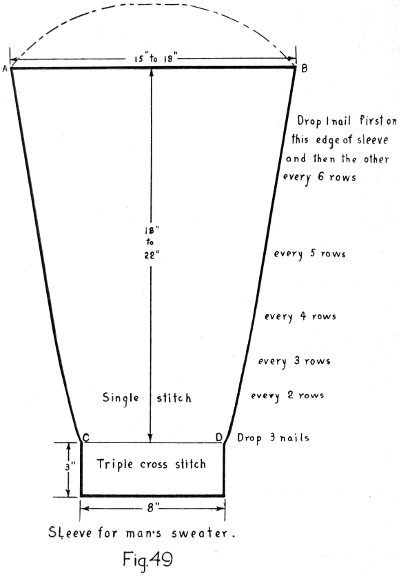 15" to 18"
A
B
Drop 1 nail first on
this edge of sleeve
and then the other
every 6 rows
18"
to
22"
every 5 rows
every 4 rows
every 3 rows
Single stitch
every 2 rows
C
D
Drop 3 nails
3"
Triple cross stitch
8"
Sleeve for man's sweater.
Fig.49